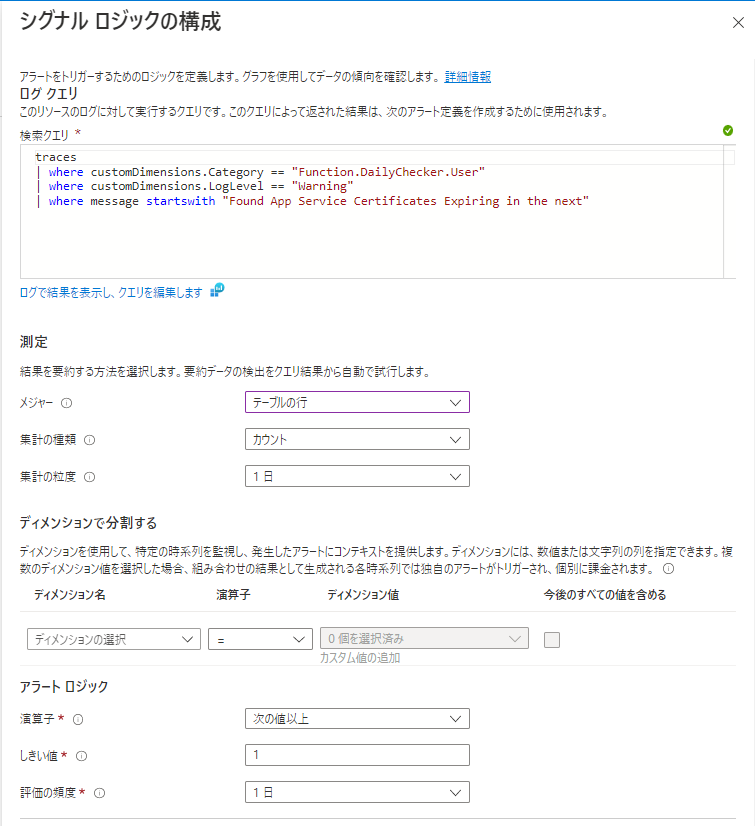 シグナル ロジックの構成
アラートをトリガーするためのロジックを定義します。グラフを使用してデータの傾向を確認します。 詳細情報
ログ クエリ
このリソースのログに対して実行するクエリです。このクエリによって返された結果は、次のアラート定義を作成するために使用されます。
検索クエリ *
traces
| where customDimensions.Category == "Function.DailyChecker.User"
| where customDimensions.LogLevel == "Warning"
| where message startswith "Found App Service Certificates Expiring in the next"
ログで結果を表示し、クエリを編集します
測定
結果を要約する方法を選択します。要約データの検出をクエリ結果から自動で試行します。
メジャー テーブルの行
集計の種類 カウント
集計の粒度 1 日
ディメンションで分割する
ディメンションを使用して、特定の時系列を監視し、発生したアラートにコンテキストを提供します。ディメンションには、数値または文字列の列を指定できます。複
数のディメンション値を選択した場合、組み合わせの結果として生成される各時系列では独自のアラートがトリガーされ、個別に課金されます。
ディメンション名 演算子 ディメンション値 今後のすべての値を含める
ディメンションの選択 = 0 個を選択済み
カスタム値の追加
アラート ロジック
演算子 * 次の値以上
しきい値 * 1
評価の頻度 * 1 日